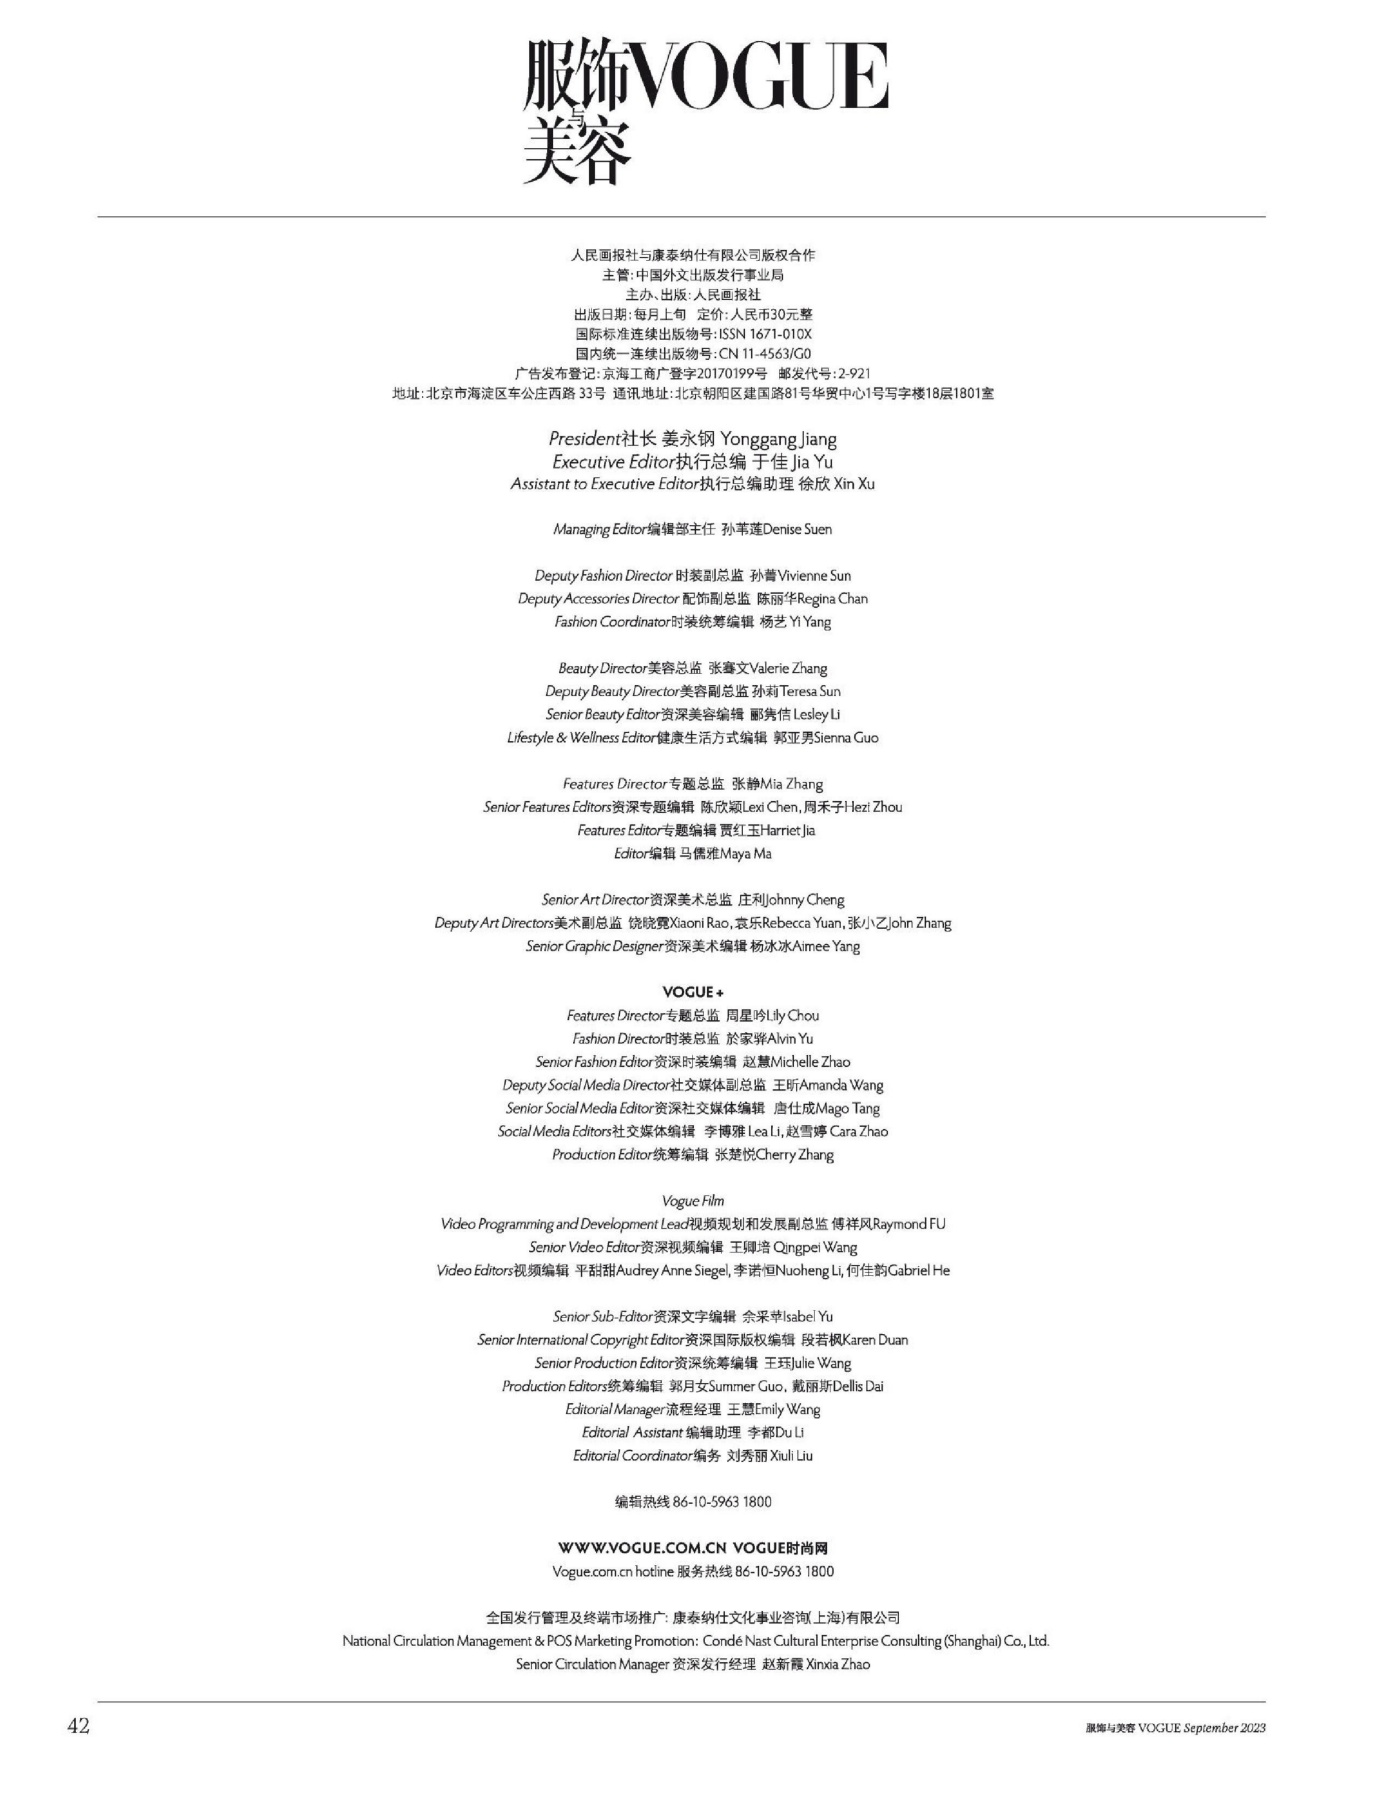 服饰与美容VOGUE
人民画报社与康泰纳仕有限公司版权合作
主管:中国外文出版发行事业局
主办、出版:人民画报社
出版日期:每月上旬 定价:人民币30元整
国际标准连续出版物号:ISSN 1671-010X
国内统一连续出版物号:CN 11-4563/G0
广告发布登记:京海工商广登字20170199号 邮发代号:2-921
地址:北京市海淀区车公庄西路 33号 通讯地址:北京朝阳区建国路81号华贸中心1号写字楼18层1801室
President社长 姜永钢 Yonggang Jiang
Executive Editor执行总编 于佳 Jia Yu
Assistant to Executive Editor执行总编助理 徐欣 Xin Xu
Managing Editor编辑部主任 孙苇莲Denise Suen
Deputy Fashion Director 时装副总监 孙菁Vivienne Sun
Deputy Accessories Director 配饰副总监 陈丽华Regina Chan
Fashion Coordinator时装统筹编辑 杨艺 Yi Yang
Beauty Director美容总监 张骞文Valerie Zhang
Deputy Beauty Director美容副总监 孙莉Teresa Sun
Senior Beauty Editor资深美容编辑 郦隽佶 Lesley Li
Lifestyle & Wellness Editor健康生活方式编辑 郭亚男Sienna Guo
Features Director 专题总监 张静Mia Zhang
Senior Features Editors资深专题编辑 陈欣颖Lexi Chen, 周禾子Hezi Zhou
Features Editor专题编辑 贾红玉Harriet Jia
Editor编辑 马儒雅Maya Ma
Senior Art Director资深美术总监 庄利Johnny Cheng
Deputy Art Directors美术副总监 饶晓霓Xiaoni Rao, 袁乐Rebecca Yuan, 张小乙John Zhang
Senior Graphic Designer资深美术编辑 杨冰冰Aimee Yang
VOGUE +
Features Director专题总监 周星吟Lily Chou
Fashion Director时装总监 於家骅Alvin Yu
Senior Fashion Editor资深时装编辑 赵慧Michelle Zhao
Deputy Social Media Director社交媒体副总监 王昕Amanda Wang
Senior Social Media Editor资深社交媒体编辑 唐仕成Mago Tang
Social Media Editors社交媒体编辑 李博雅 Lea Li, 赵雪婷 Cara Zhao
Production Editor统筹编辑 张楚悦Cherry Zhang
Vogue Film
Video Programming and Development Lead视频规划和发展副总监 傅祥风Raymond FU
Senior Video Editor资深视频编辑 王卿培 Qingpei Wang
Video Editors视频编辑 平甜甜Audrey Anne Siegel, 李诺恒Nuoheng Li, 何佳韵Gabriel He
Senior Sub-Editor资深文字编辑 余采苹Isabel Yu
Senior International Copyright Editor资深国际版权编辑 段若枫Karen Duan
Senior Production Editor资深统筹编辑 王珏Julie Wang
Production Editors统筹编辑 郭月女Summer Guo, 戴丽斯Dellis Dai
Editorial Manager流程经理 王慧Emily Wang
Editorial Assistant 编辑助理 李都Du Li
Editorial Coordinator编务 刘秀丽 Xiuli Liu
编辑热线 86-10-5963 1800
WWW.VOGUE.COM.CN VOGUE时尚网
Vogue.com.cn hotline 服务热线 86-10-5963 1800
全国发行管理及终端市场推广: 康泰纳仕文化事业咨询(上海)有限公司
National Circulation Management & POS Marketing Promotion: Condé Nast Cultural Enterprise Consulting (Shanghai) Co., Ltd.
Senior Circulation Manager 资深发行经理 赵新霞 Xinxia Zhao
42
服饰与美容 VOGUE September 2023